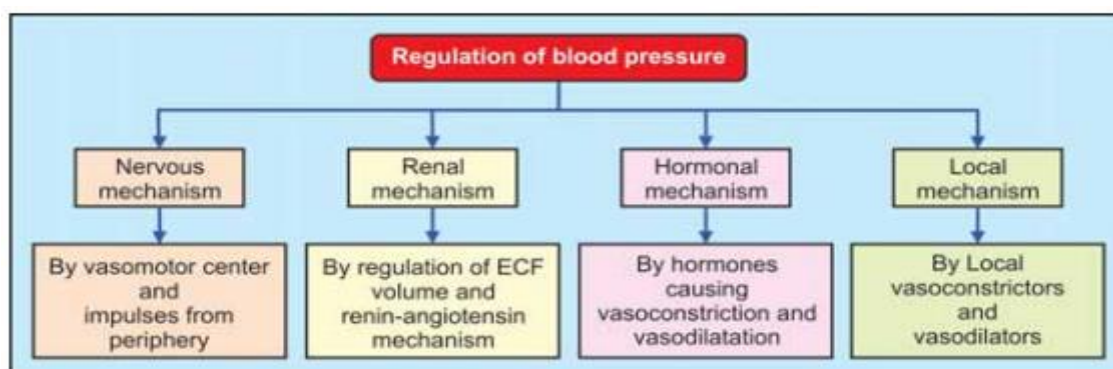 Regulation of blood pressure
Nervous
mechanism
Renal
mechanism
Hormonal
mechanism
Local
mechanism
By vasomotor center
and
impulses from
periphery
By regulation of ECF
volume and
renin-angiotensin
mechanism
By hormones
causing
vasoconstriction and
vasodilatation
By Local
vasoconstrictors
and
vasodilators